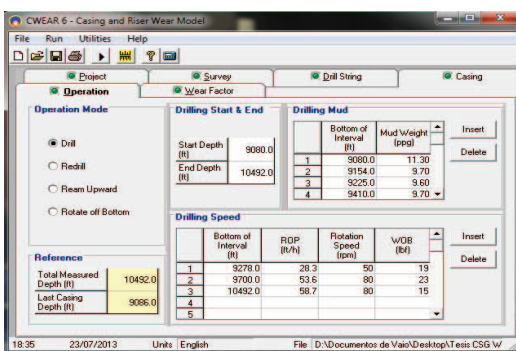 CWEAR 6 - Casing and Riser Wear Model
File Run Utilities Help
Project Survey Drill String Casing
Operation Wear Factor
Operation Mode
Drill
Redrill
Ream Upward
Rotate off Bottom
Reference
Total Measured Depth (ft) 10492.0
Last Casing Depth (ft) 9086.0
Drilling Start & End
Start Depth (ft) 9080.0
End Depth (ft) 10492.0
Drilling Mud
Bottom of Interval (ft) Mud Weight (ppg)
1 9080.0 11.30
2 9154.0 9.70
3 9225.0 9.60
4 9410.0 9.70
Insert
Delete
Drilling Speed
Bottom of Interval (ft) ROP (ft/h) Rotation Speed (rpm) WOB (lbf)
1 9278.0 28.3 50 19
2 9700.0 53.6 80 23
3 10492.0 58.7 80 15
4
5
Insert
Delete
18:35 23/07/2013 Units English File D:\Documentos de Vaio\Desktop\Tesis CSG W